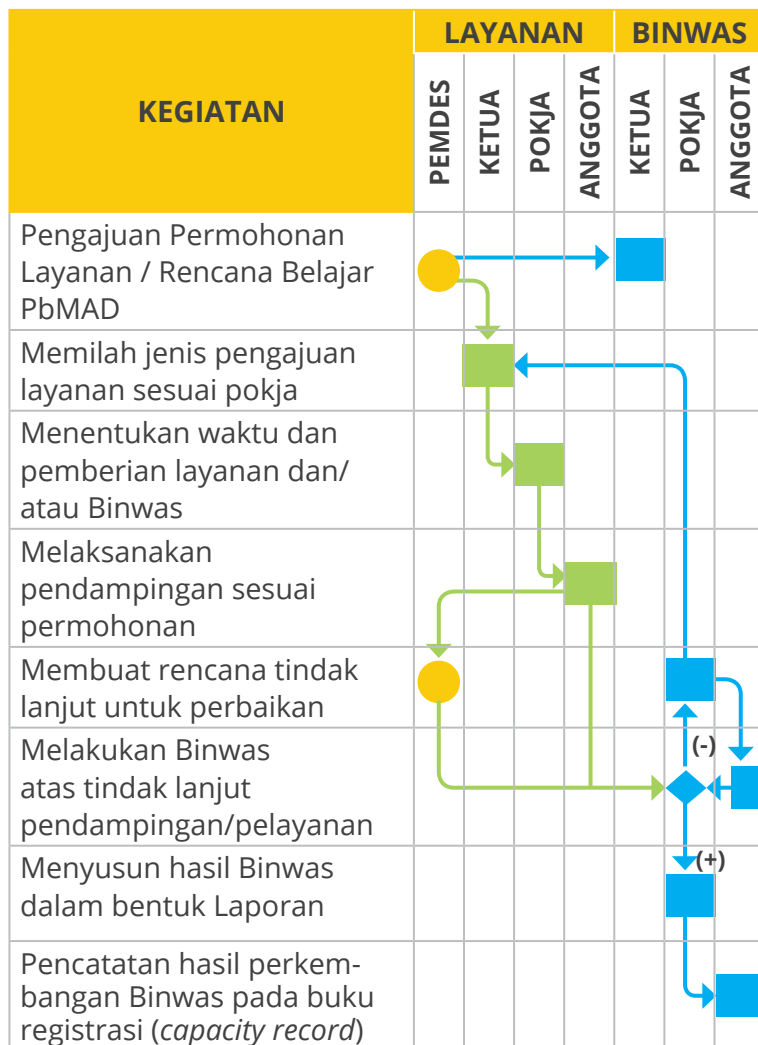 LAYANAN
BINWAS
KEGIATAN
PEMDES
KETUA
POKJA
ANGGOTA
KETUA
POKJA
ANGGOTA
Pengajuan Permohonan
Layanan / Rencana Belajar
PbMAD
Memilah jenis pengajuan
layanan sesuai pokja
Menentukan waktu dan
pemberian layanan dan/
atau Binwas
Melaksanakan
pendampingan sesuai
permohonan
Membuat rencana tindak
lanjut untuk perbaikan
Melakukan Binwas
atas tindak lanjut
pendampingan/pelayanan
(-)
Menyusun hasil Binwas
dalam bentuk Laporan
(+)
Pencatatan hasil perkem-
bangan Binwas pada buku
registrasi (capacity record)